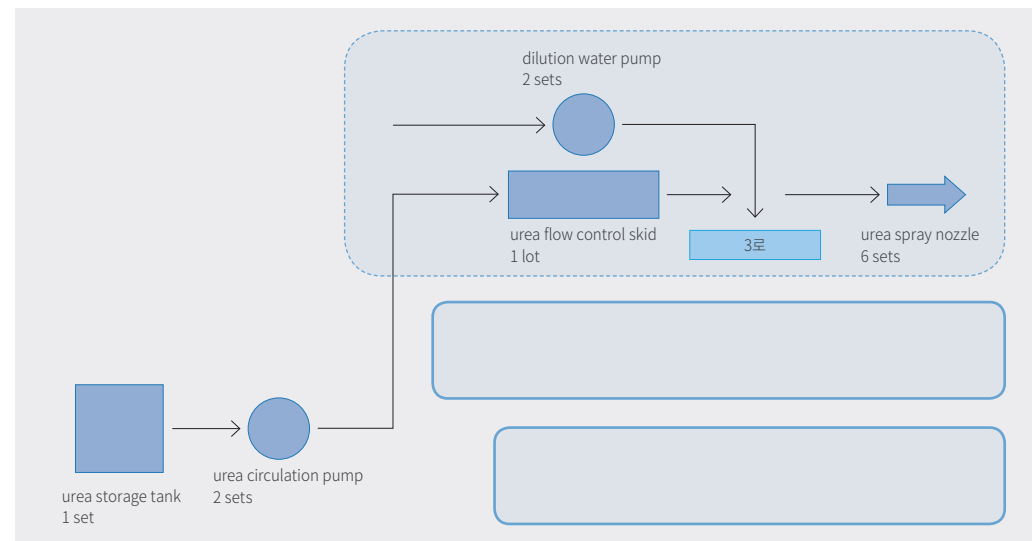 dilution water pump
2 sets
urea flow control skid
1 lot
3로
urea spray nozzle
6 sets
urea circulation pump
2 sets
urea storage tank
1 set